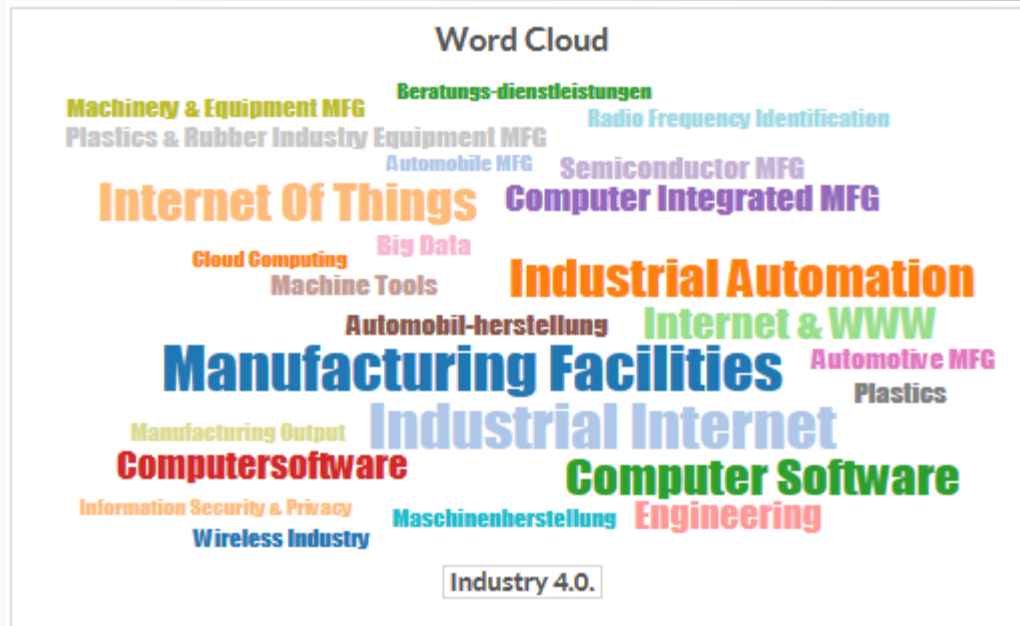 Word Cloud
Beratungs-dienstleistungen
Machinery & Equipment MFG
Radio Frequency Identification
Plastics & Rubber Industry Equipment MFG
Automobile MFG
Semiconductor MFG
Internet Of Things
Computer Integrated MFG
Big Data
Cloud Computing
Industrial Automation
Machine Tools
Automobil-herstellung
Internet & WWW
Manufacturing Facilities
Automotive MFG
Plastics
Industrial Internet
Manufacturing Output
Computersoftware
Computer Software
Information Security & Privacy
Maschinenherstellung
Engineering
Wireless Industry
Industry 4.0.